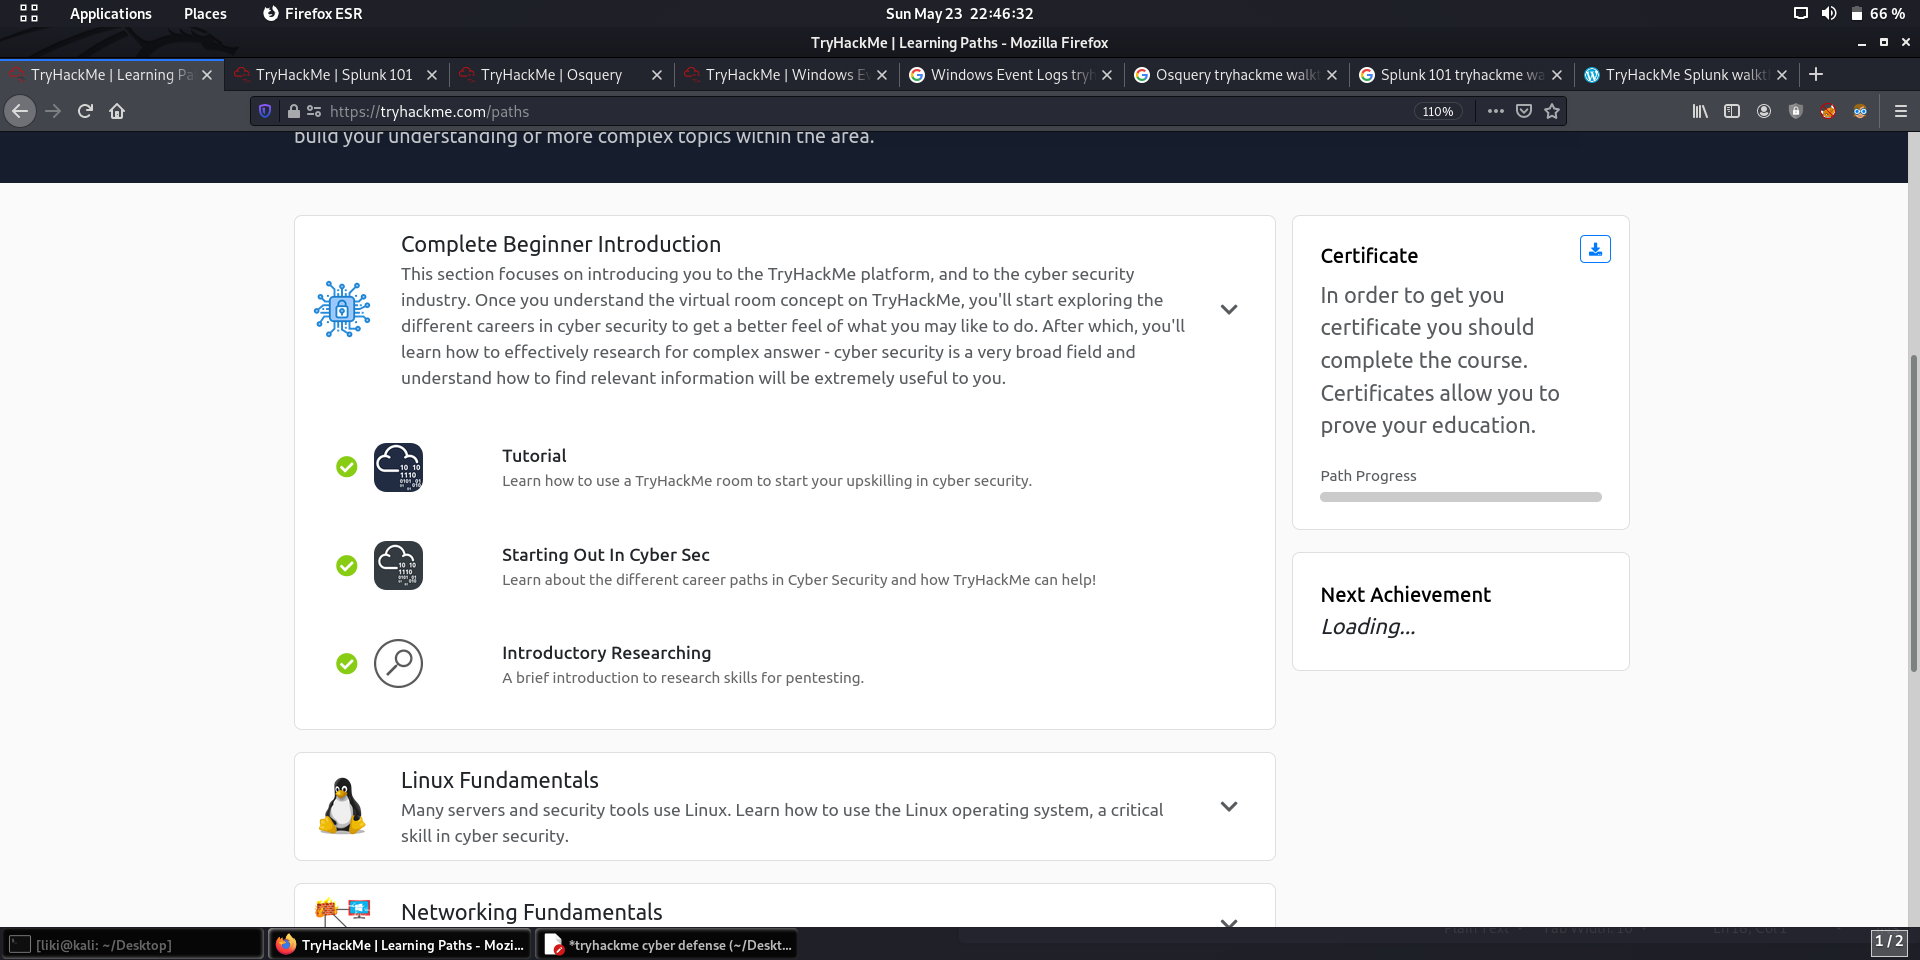 Applications Places Firefox ESR Sun May 23 22:46:32 66 %
TryHackMe | Learning Paths - Mozilla Firefox
TryHackMe | Learning Pa TryHackMe | Splunk 101 TryHackMe | Osquery TryHackMe | Windows Ev Windows Event Logs tryh Osquery tryhackme walkt Splunk 101 tryhackme wa TryHackMe Splunk walkt
https://tryhackme.com/paths 110%
build your understanding of more complex topics within the area.
Complete Beginner Introduction
This section focuses on introducing you to the TryHackMe platform, and to the cyber security
industry. Once you understand the virtual room concept on TryHackMe, you'll start exploring the
different careers in cyber security to get a better feel of what you may like to do. After which, you'll
learn how to effectively research for complex answer - cyber security is a very broad field and
understand how to find relevant information will be extremely useful to you.
Tutorial
Learn how to use a TryHackMe room to start your upskilling in cyber security.
Starting Out In Cyber Sec
Learn about the different career paths in Cyber Security and how TryHackMe can help!
Introductory Researching
A brief introduction to research skills for pentesting.
Linux Fundamentals
Many servers and security tools use Linux. Learn how to use the Linux operating system, a critical
skill in cyber security.
Networking Fundamentals
Certificate
In order to get you
certificate you should
complete the course.
Certificates allow you to
prove your education.
Path Progress
Next Achievement
Loading...
[liki@kali: ~/Desktop] TryHackMe | Learning Paths - Mozi... *tryhackme cyber defense (~/Deskt... 1 / 2